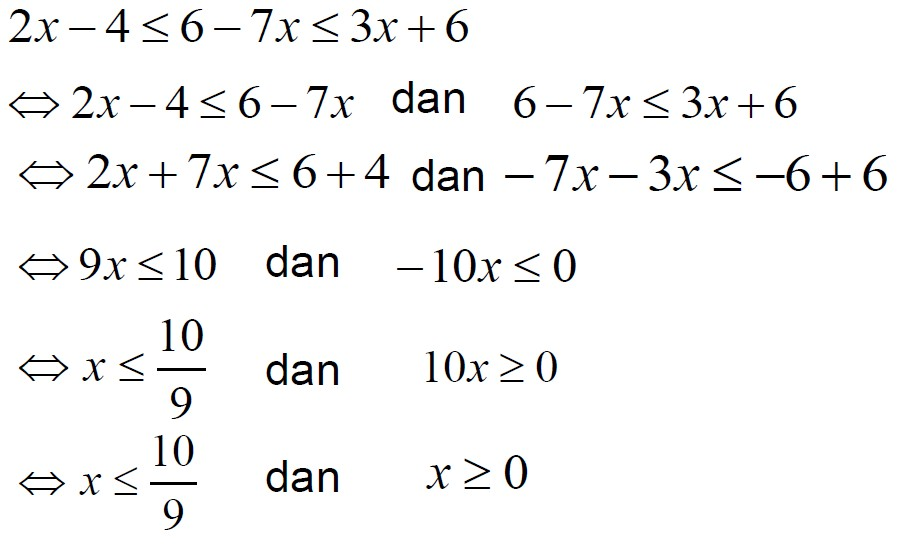 2x − 4 ≤ 6 − 7x ≤ 3x + 6
⇔ 2x − 4 ≤ 6 − 7x dan 6 − 7x ≤ 3x + 6
⇔ 2x + 7x ≤ 6 + 4 dan − 7x − 3x ≤ −6 + 6
⇔ 9x ≤ 10 dan − 10x ≤ 0
⇔ x ≤ 10/9 dan 10x ≥ 0
⇔ x ≤ 10/9 dan x ≥ 0